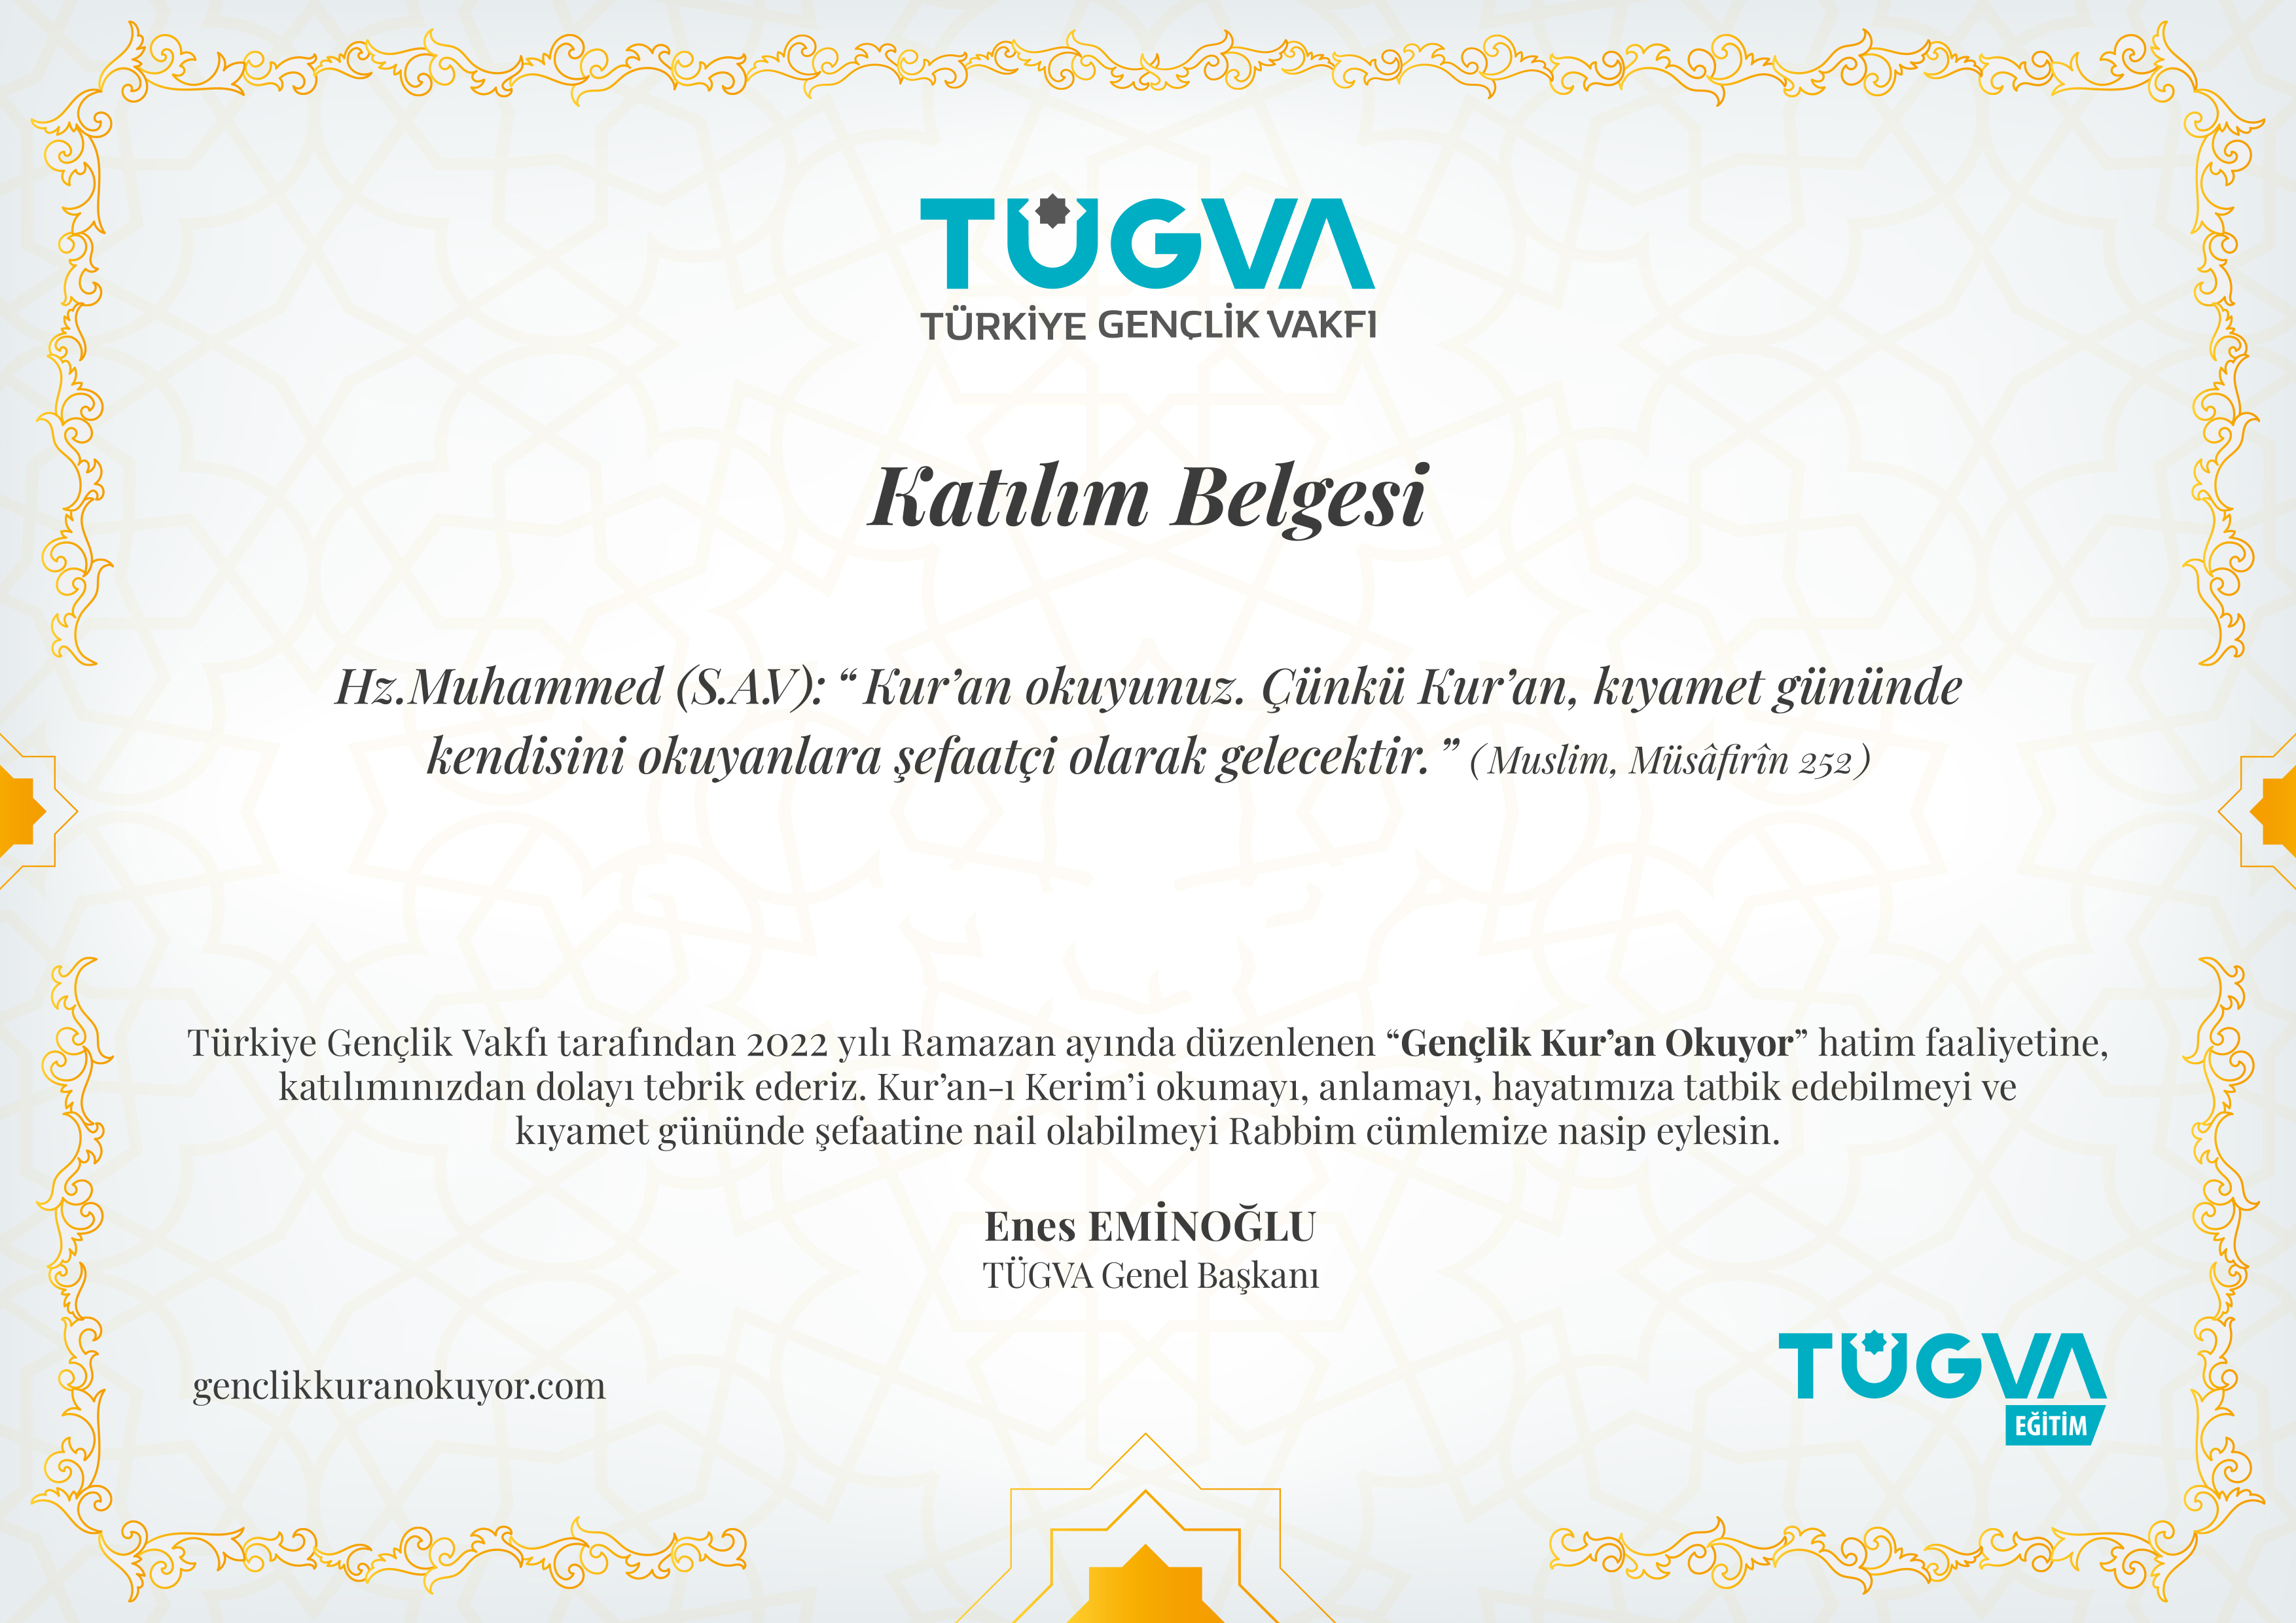 TÜGVA
TÜRKİYE GENÇLİK VAKFI
Katılım Belgesi
Hz.Muhammed (S.A.V): “ Kur’an okuyunuz. Çünkü Kur’an, kıyamet gününde
kendisini okuyanlara şefaatçi olarak gelecektir. ” ( Muslim, Müsâfirîn 252 )
Türkiye Gençlik Vakfı tarafından 2022 yılı Ramazan ayında düzenlenen “Gençlik Kur’an Okuyor” hatim faaliyetine,
katılımınızdan dolayı tebrik ederiz. Kur’an-ı Kerim’i okumayı, anlamayı, hayatımıza tatbik edebilmeyi ve
kıyamet gününde şefaatine nail olabilmeyi Rabbim cümlemize nasip eylesin.
Enes EMİNOĞLU
TÜGVA Genel Başkanı
genclikkuranokuyor.com
TÜGVA
EĞİTİM